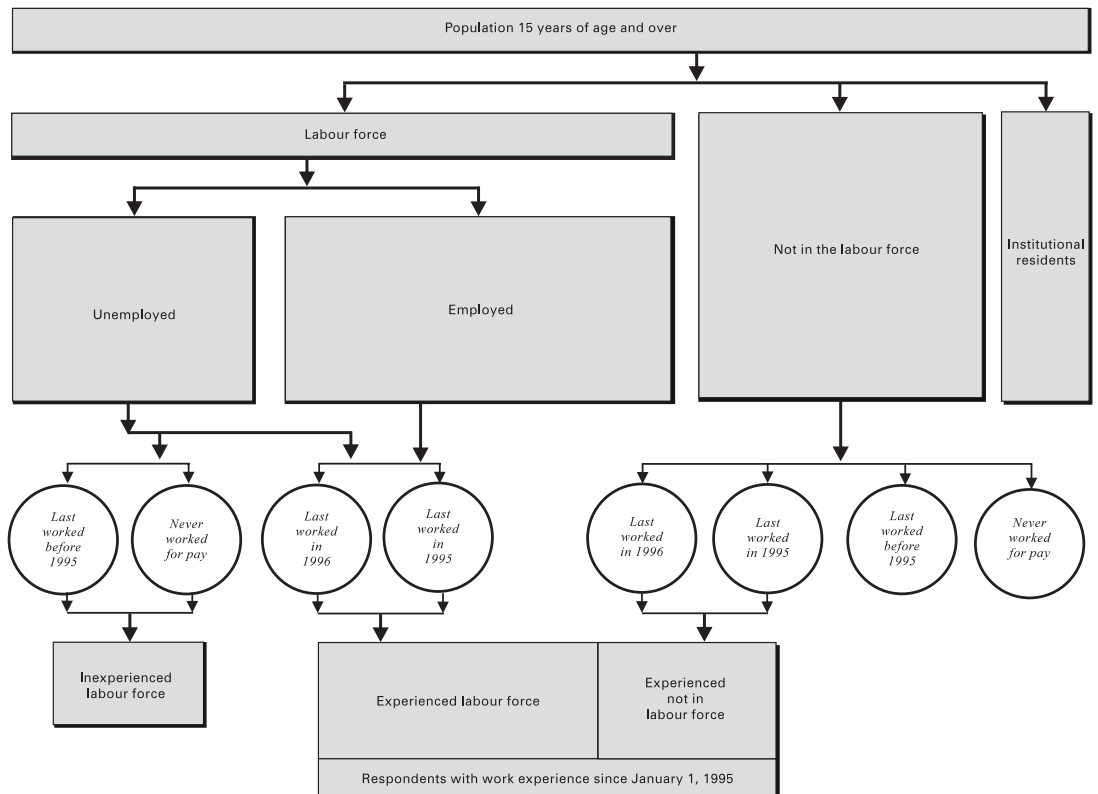 Population 15 years of age and over
Labour force
Not in the labour force
Institutional
residents
Unemployed
Employed
Last
worked
before
1995
Never
worked
for pay
Last
worked
in
1996
Last
worked
in
1995
Last
worked
in 1996
Last
worked
in 1995
Last
worked
before
1995
Never
worked
for pay
Inexperienced
labour force
Experienced labour force
Experienced
not in
labour force
Respondents with work experience since January 1, 1995